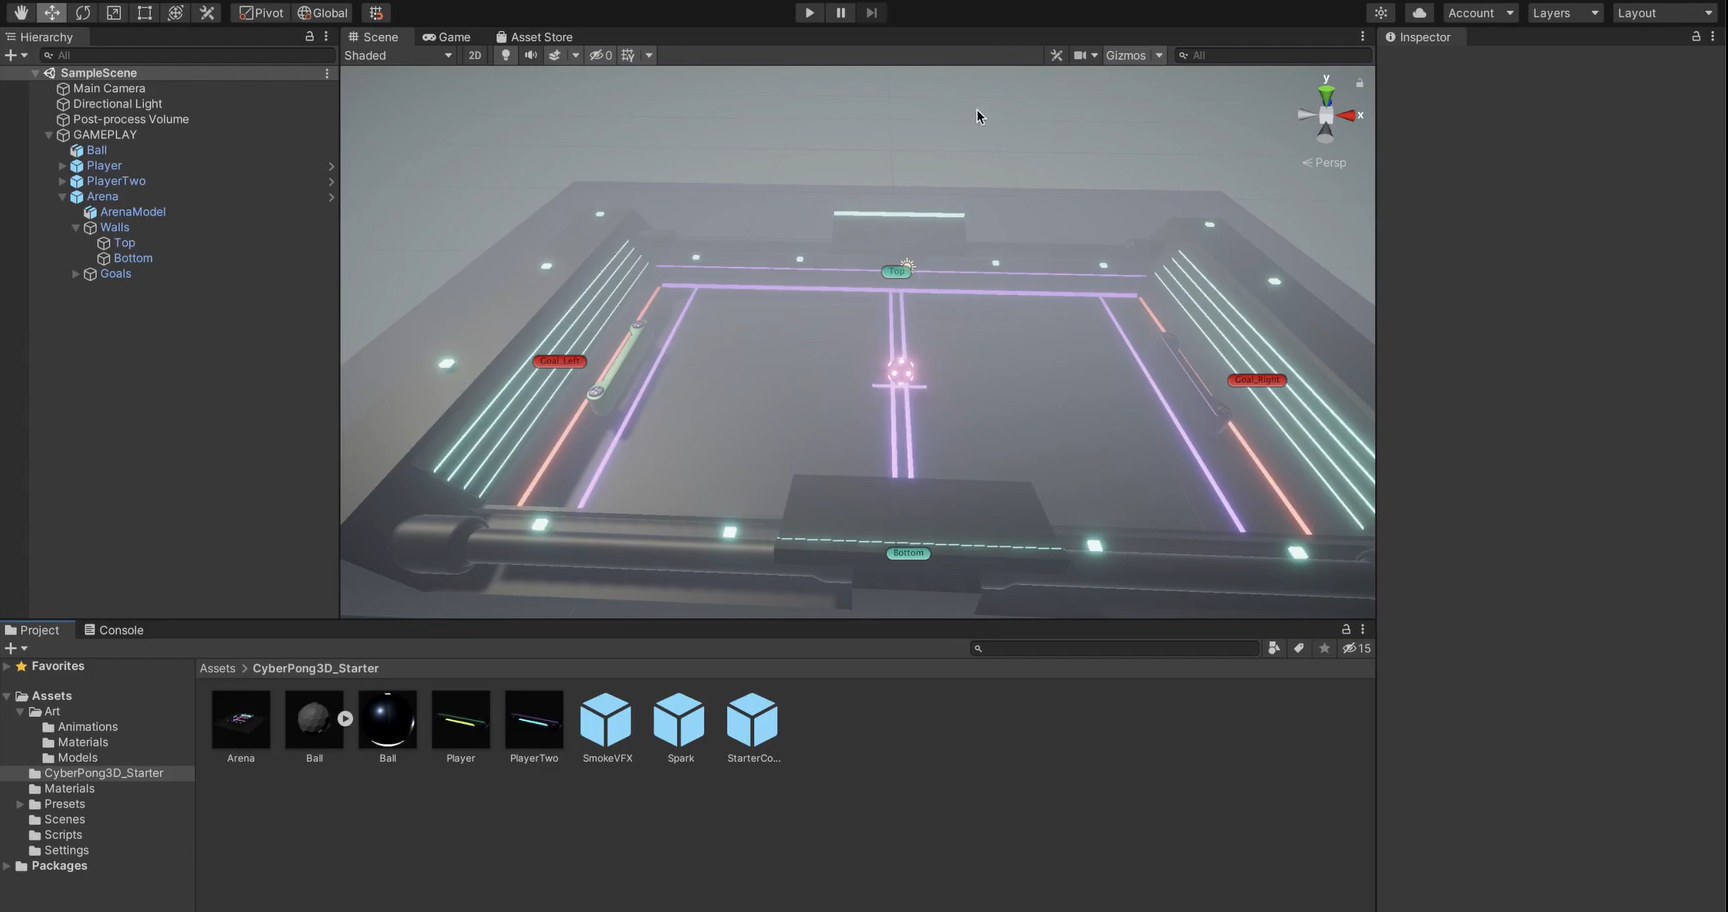 Pivot Global Account Layers Layout
Hierarchy
All
SampleScene
Main Camera
Directional Light
Post-process Volume
GAMEPLAY
Ball
Player
PlayerTwo
Arena
ArenaModel
Walls
Top
Bottom
Goals
Scene Game Asset Store
Shaded 2D 0 Gizmos All
y
x
Persp
Top
Goal_Left
Goal_Right
Bottom
Inspector
Project Console
15
Favorites
Assets
Art
Animations
Materials
Models
CyberPong3D_Starter
Materials
Presets
Scenes
Scripts
Settings
Packages
Assets > CyberPong3D_Starter
Arena Ball Ball Player PlayerTwo SmokeVFX Spark StarterCo...